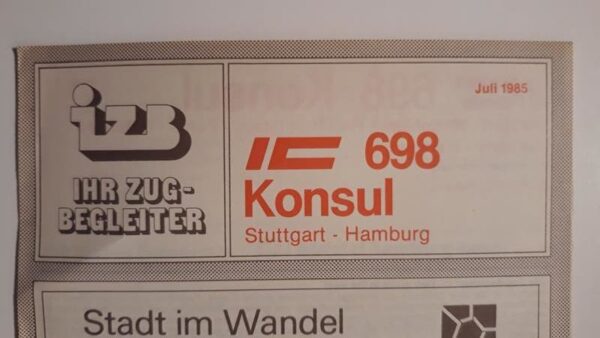 izB
IHR ZUG-
BEGLEITER
Juli 1985
IC 698
Konsul
Stuttgart - Hamburg
Stadt im Wandel